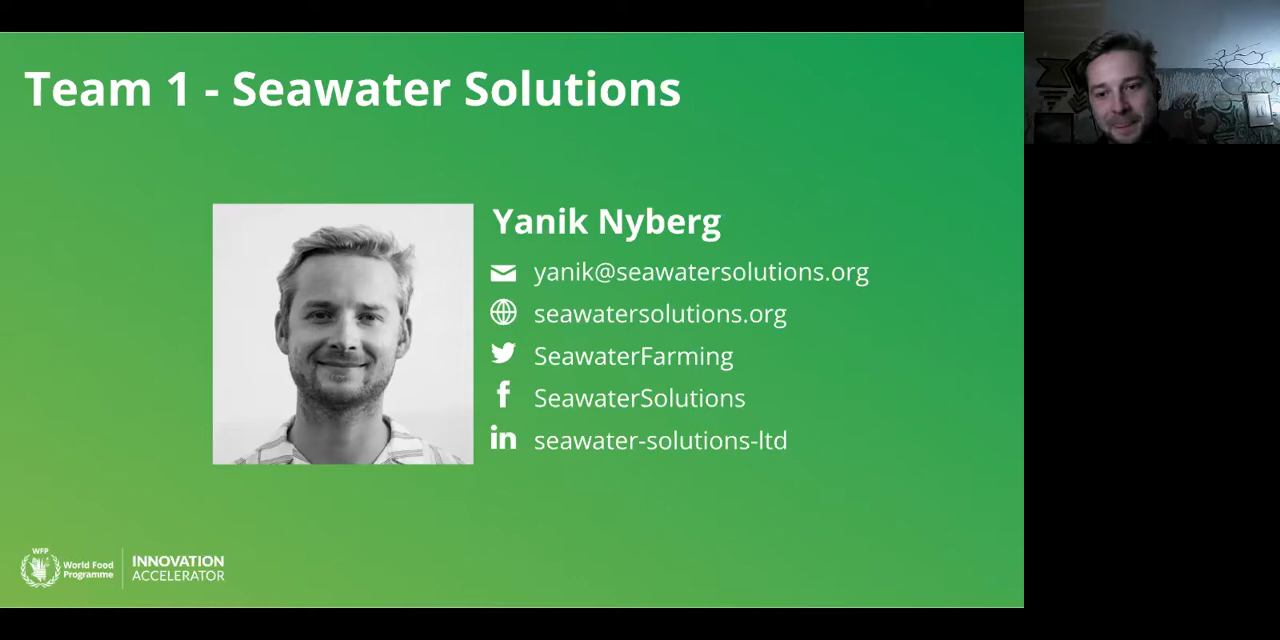 Team 1 - Seawater Solutions
Yanik Nyberg
yanik@seawatersolutions.org
seawatersolutions.org
SeawaterFarming
SeawaterSolutions
seawater-solutions-ltd
WFP
World Food
Programme
INNOVATION
ACCELERATOR